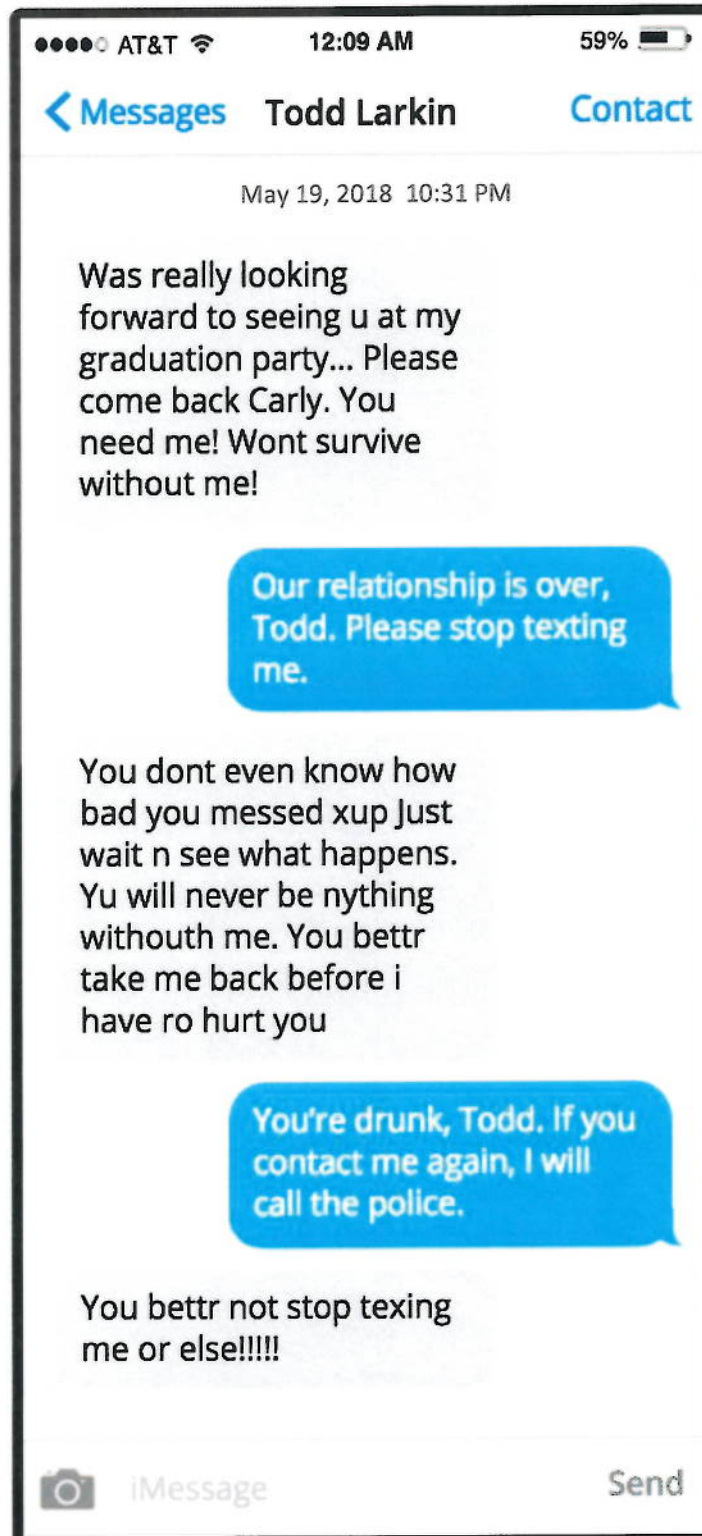 AT&T 12:09 AM 59%
Messages Todd Larkin Contact
May 19, 2018 10:31 PM
Was really looking
forward to seeing u at my
graduation party... Please
come back Carly. You
need me! Wont survive
without me!
Our relationship is over,
Todd. Please stop texting
me.
You dont even know how
bad you messed xup Just
wait n see what happens.
Yu will never be nything
withouth me. You bettr
take me back before i
have ro hurt you
You're drunk, Todd. If you
contact me again, I will
call the police.
You bettr not stop texing
me or else!!!!!
iMessage Send